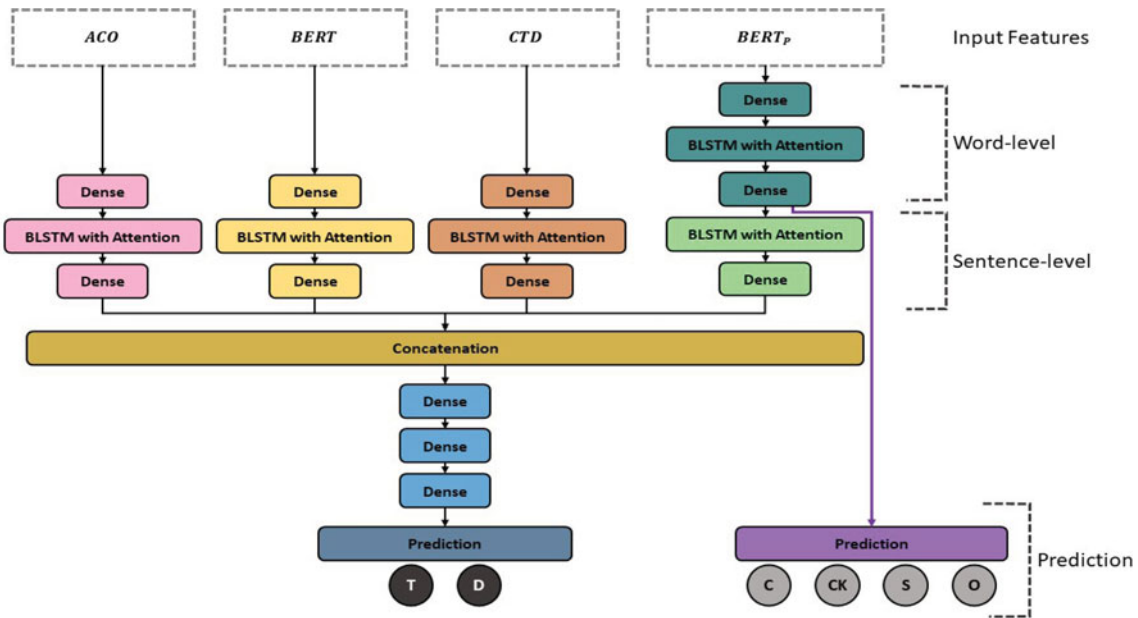 ACO
BERT
CTD
BERT_P
Input Features
Dense
BLSTM with Attention
Word-level
Dense
Dense
Dense
Dense
BLSTM with Attention
BLSTM with Attention
BLSTM with Attention
BLSTM with Attention
Sentence-level
Dense
Dense
Dense
Dense
Concatenation
Dense
Dense
Dense
Prediction
Prediction
Prediction
T
D
C
CK
S
O